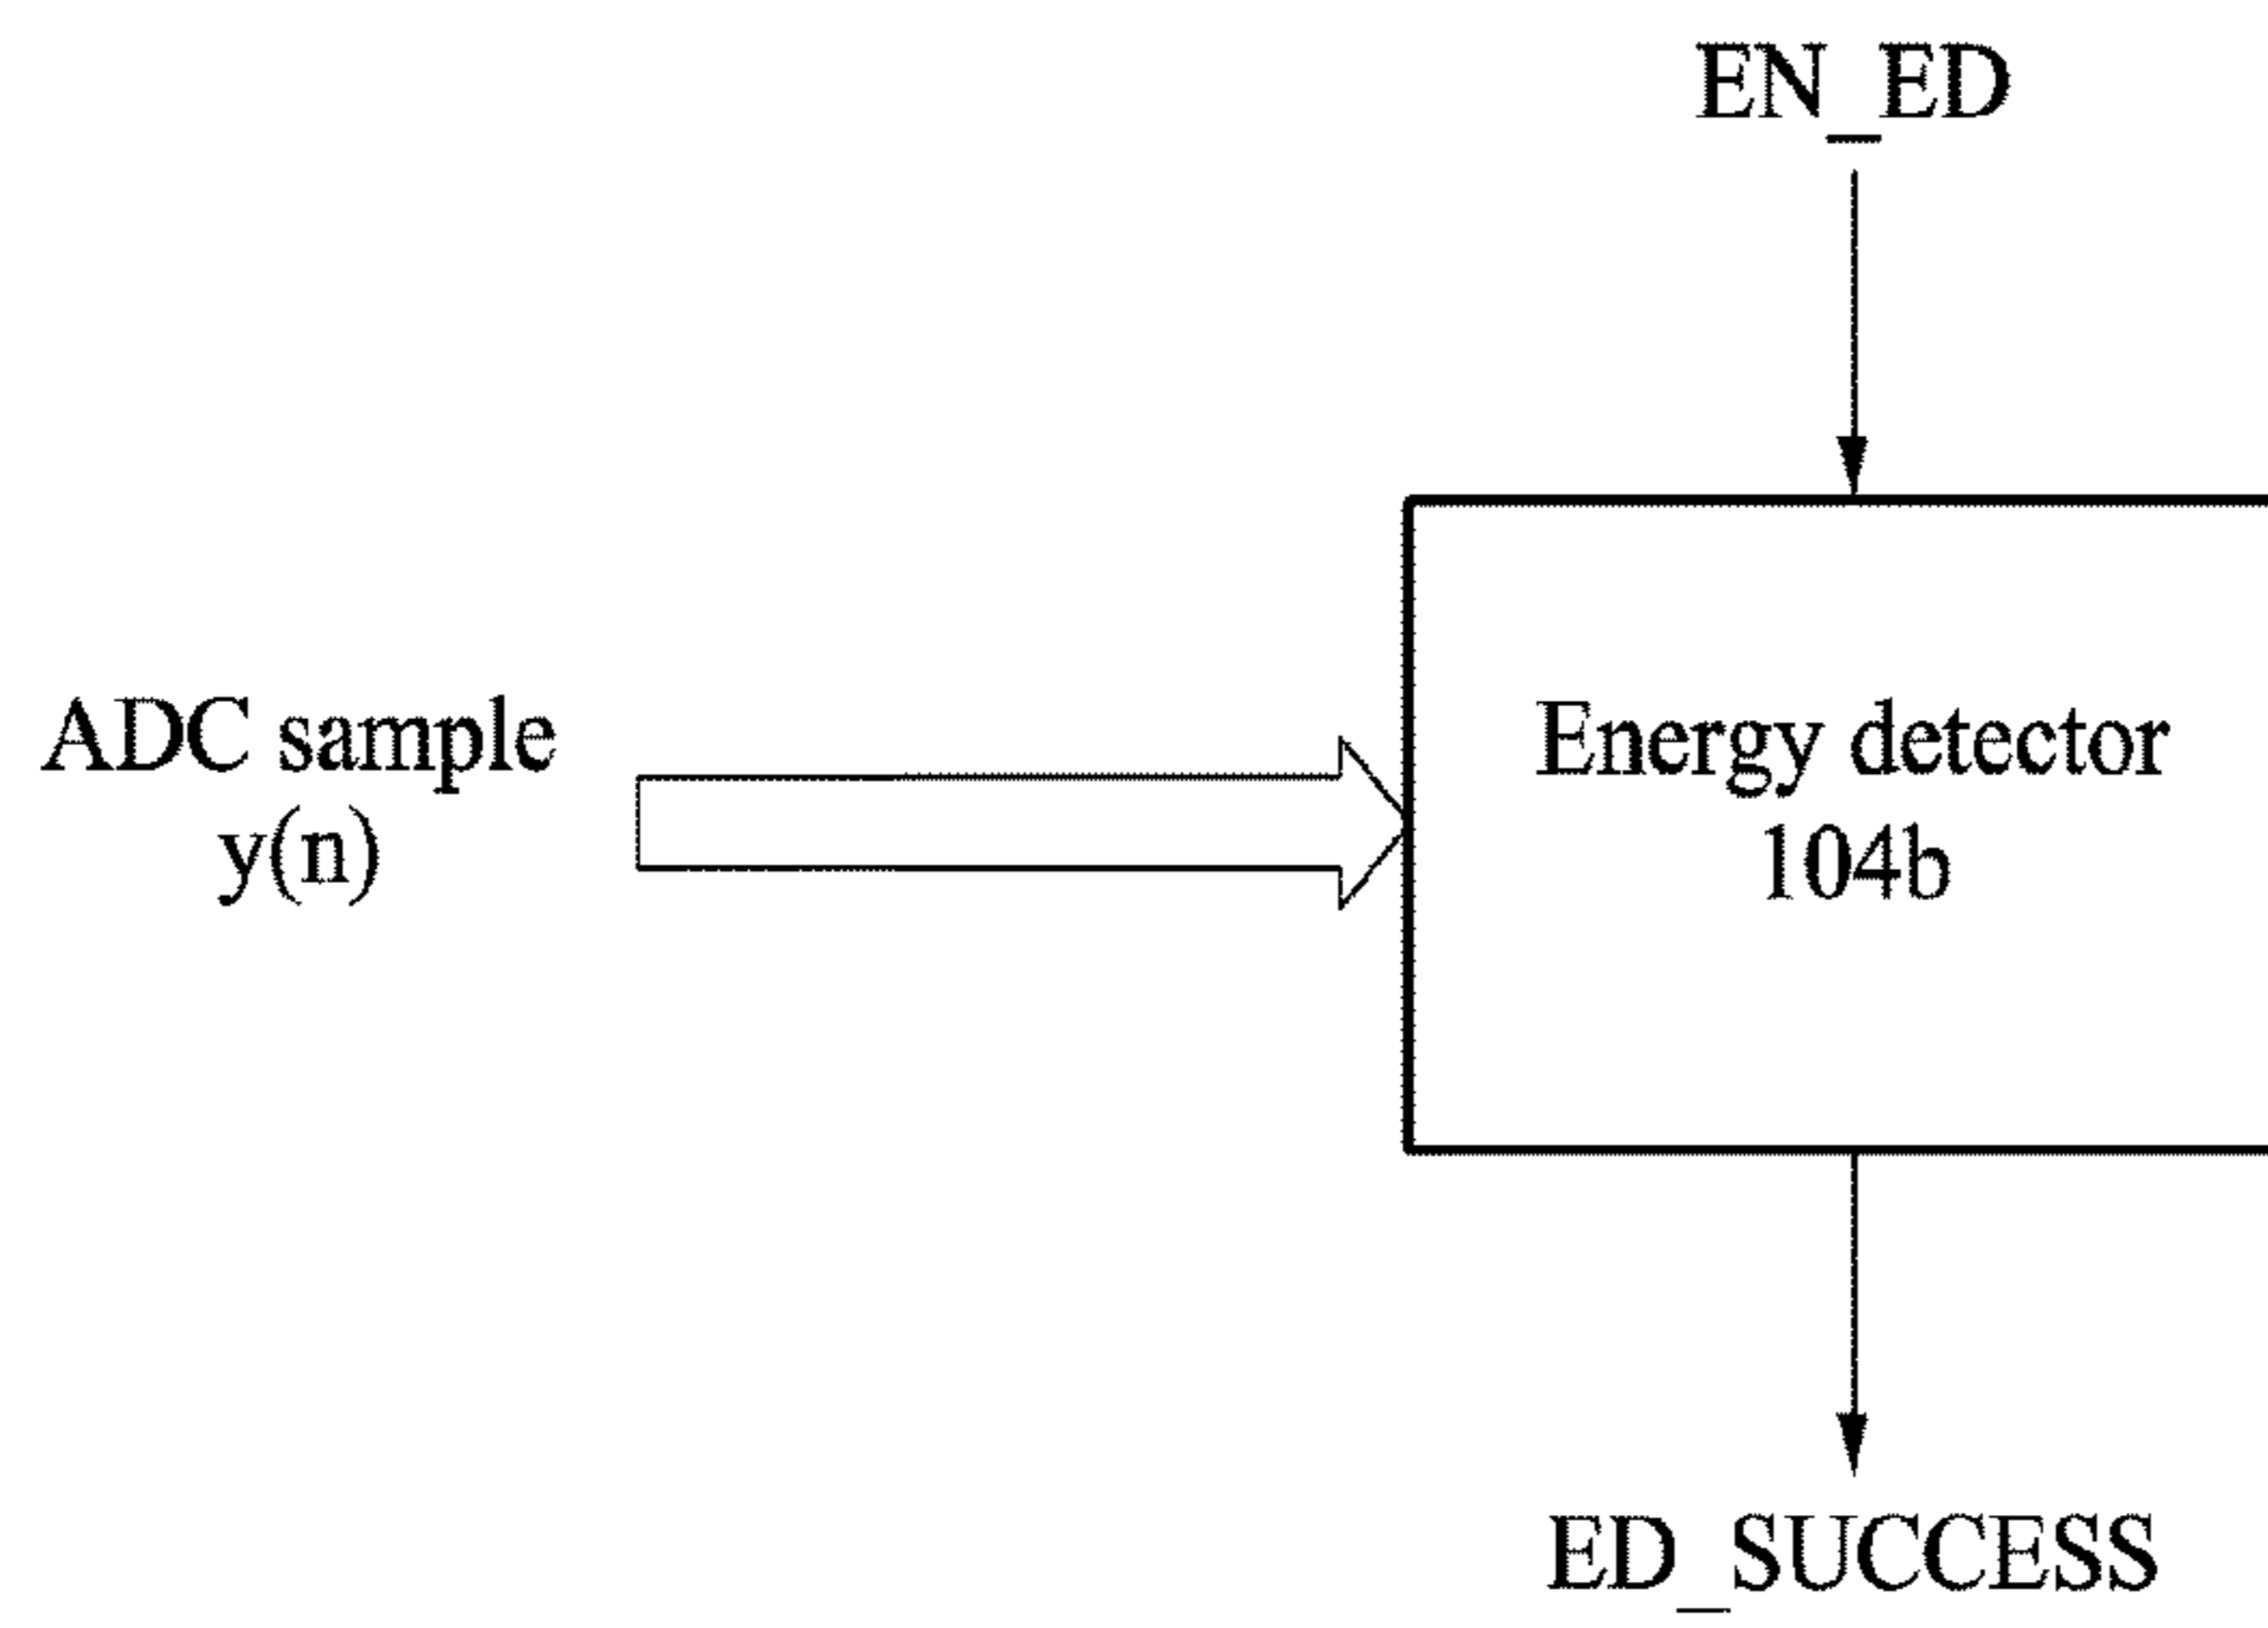 EN_ED
ADC sample
y(n)
Energy detector
104b
ED_SUCCESS